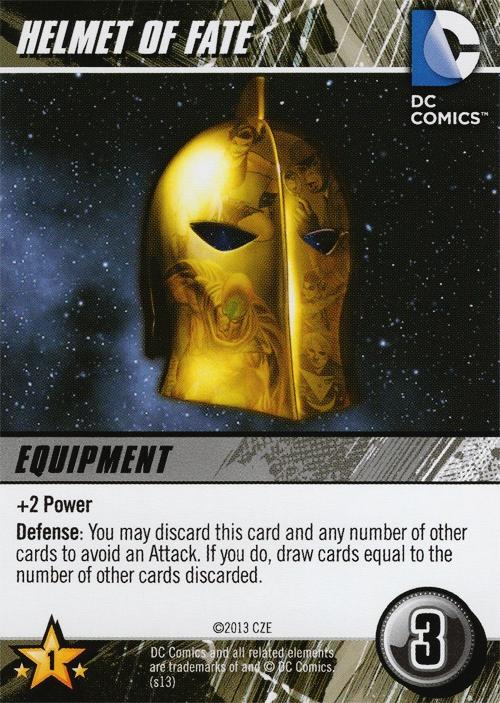 HELMET OF FATE
DC
COMICS™
EQUIPMENT
+2 Power
Defense: You may discard this card and any number of other
cards to avoid an Attack. If you do, draw cards equal to the
number of other cards discarded.
©2013 CZE
1
DC Comics and all related elements
are trademarks of and © DC Comics.
(s13)
3